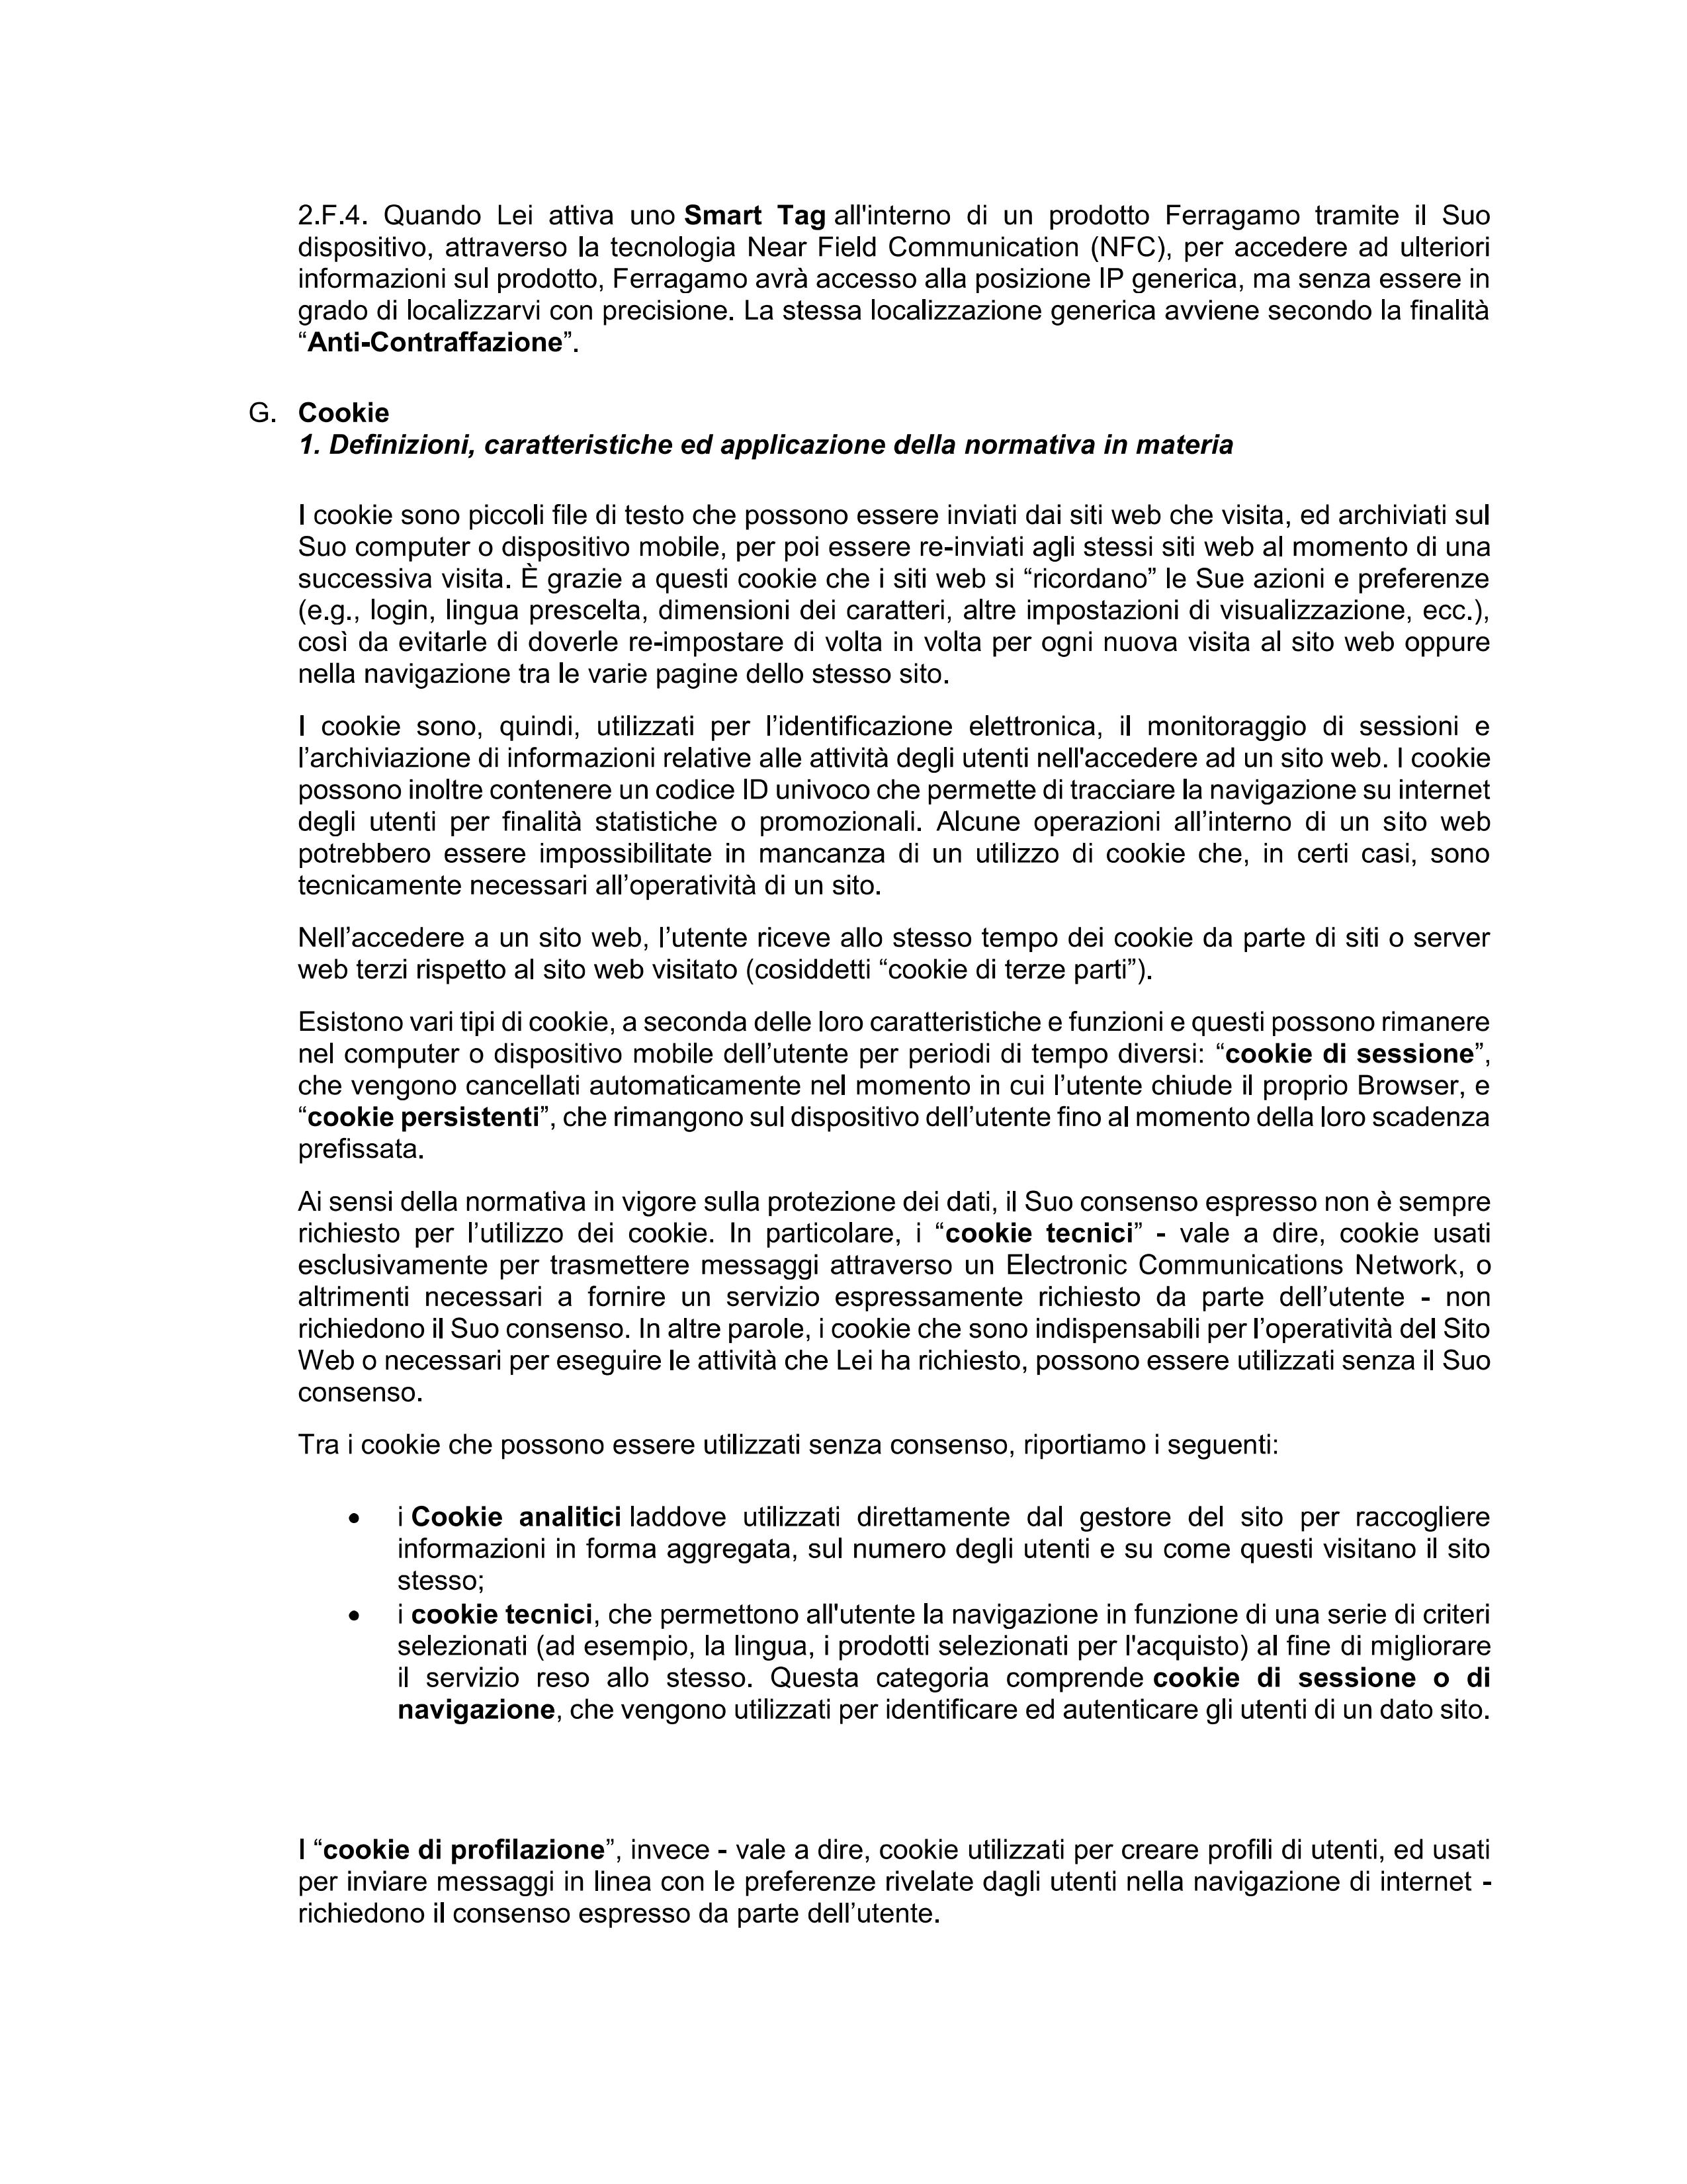 2.F.4. Quando Lei attiva uno Smart Tag all'interno di un prodotto Ferragamo tramite il Suo
dispositivo, attraverso la tecnologia Near Field Communication (NFC), per accedere ad ulteriori
informazioni sul prodotto, Ferragamo avrà accesso alla posizione IP generica, ma senza essere in
grado di localizzarvi con precisione. La stessa localizzazione generica avviene secondo la finalità
“Anti-Contraffazione”.
G. Cookie
1. Definizioni, caratteristiche ed applicazione della normativa in materia
I cookie sono piccoli file di testo che possono essere inviati dai siti web che visita, ed archiviati sul
Suo computer o dispositivo mobile, per poi essere re-inviati agli stessi siti web al momento di una
successiva visita. È grazie a questi cookie che i siti web si “ricordano” le Sue azioni e preferenze
(e.g., login, lingua prescelta, dimensioni dei caratteri, altre impostazioni di visualizzazione, ecc.),
così da evitarle di doverle re-impostare di volta in volta per ogni nuova visita al sito web oppure
nella navigazione tra le varie pagine dello stesso sito.
I cookie sono, quindi, utilizzati per l’identificazione elettronica, il monitoraggio di sessioni e
l’archiviazione di informazioni relative alle attività degli utenti nell'accedere ad un sito web. I cookie
possono inoltre contenere un codice ID univoco che permette di tracciare la navigazione su internet
degli utenti per finalità statistiche o promozionali. Alcune operazioni all’interno di un sito web
potrebbero essere impossibilitate in mancanza di un utilizzo di cookie che, in certi casi, sono
tecnicamente necessari all’operatività di un sito.
Nell’accedere a un sito web, l’utente riceve allo stesso tempo dei cookie da parte di siti o server
web terzi rispetto al sito web visitato (cosiddetti “cookie di terze parti”).
Esistono vari tipi di cookie, a seconda delle loro caratteristiche e funzioni e questi possono rimanere
nel computer o dispositivo mobile dell’utente per periodi di tempo diversi: “cookie di sessione”,
che vengono cancellati automaticamente nel momento in cui l’utente chiude il proprio Browser, e
“cookie persistenti”, che rimangono sul dispositivo dell’utente fino al momento della loro scadenza
prefissata.
Ai sensi della normativa in vigore sulla protezione dei dati, il Suo consenso espresso non è sempre
richiesto per l’utilizzo dei cookie. In particolare, i “cookie tecnici” - vale a dire, cookie usati
esclusivamente per trasmettere messaggi attraverso un Electronic Communications Network, o
altrimenti necessari a fornire un servizio espressamente richiesto da parte dell’utente - non
richiedono il Suo consenso. In altre parole, i cookie che sono indispensabili per l’operatività del Sito
Web o necessari per eseguire le attività che Lei ha richiesto, possono essere utilizzati senza il Suo
consenso.
Tra i cookie che possono essere utilizzati senza consenso, riportiamo i seguenti:
• i Cookie analitici laddove utilizzati direttamente dal gestore del sito per raccogliere
informazioni in forma aggregata, sul numero degli utenti e su come questi visitano il sito
stesso;
• i cookie tecnici, che permettono all'utente la navigazione in funzione di una serie di criteri
selezionati (ad esempio, la lingua, i prodotti selezionati per l'acquisto) al fine di migliorare
il servizio reso allo stesso. Questa categoria comprende cookie di sessione o di
navigazione, che vengono utilizzati per identificare ed autenticare gli utenti di un dato sito.
I “cookie di profilazione”, invece - vale a dire, cookie utilizzati per creare profili di utenti, ed usati
per inviare messaggi in linea con le preferenze rivelate dagli utenti nella navigazione di internet -
richiedono il consenso espresso da parte dell’utente.